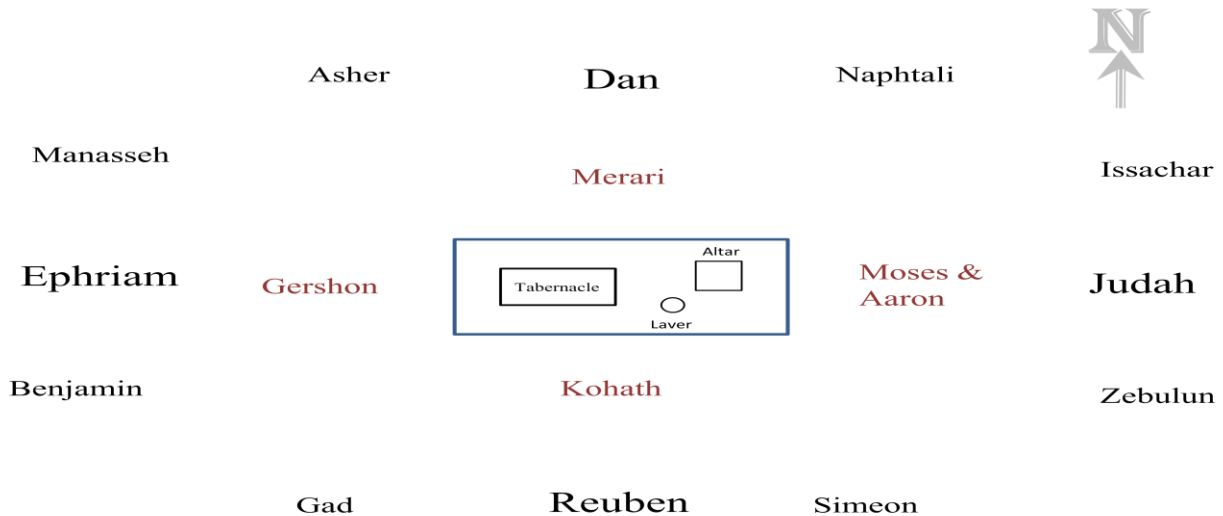 N
Asher
Dan
Naphtali
Manasseh
Merari
Issachar
Ephriam
Gershon
Tabernacle
Altar
Laver
Moses &
Aaron
Judah
Benjamin
Kohath
Zebulun
Gad
Reuben
Simeon